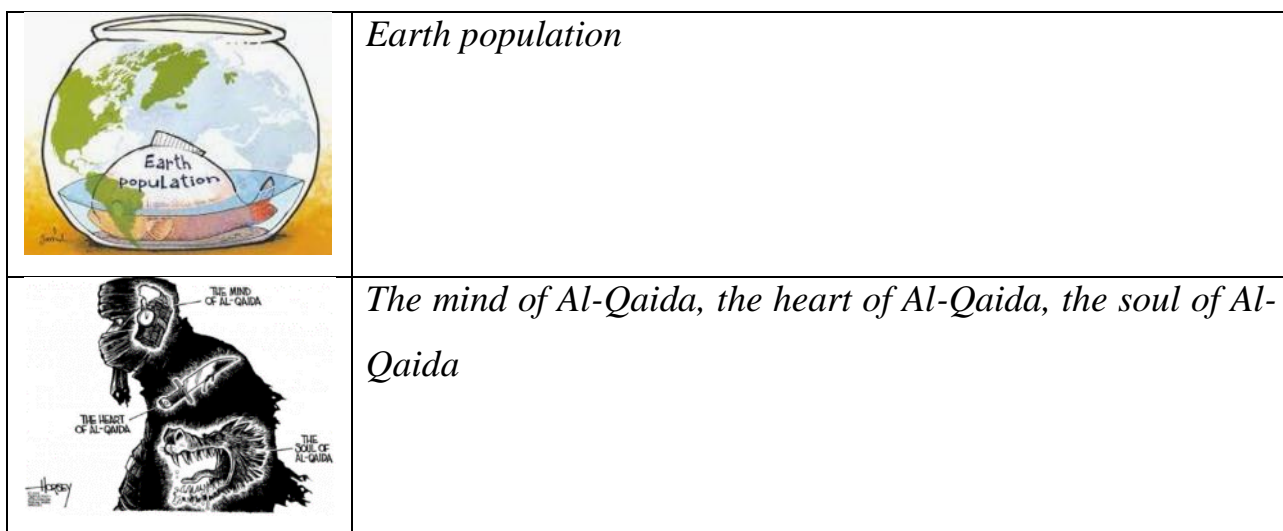 Earth population
Earth
population
The mind of Al-Qaida, the heart of Al-Qaida, the soul of Al-
Qaida
THE MIND
OF AL-QAIDA
THE HEART
OF AL-QAIDA
THE
SOUL OF
AL-QAIDA
HORSEY